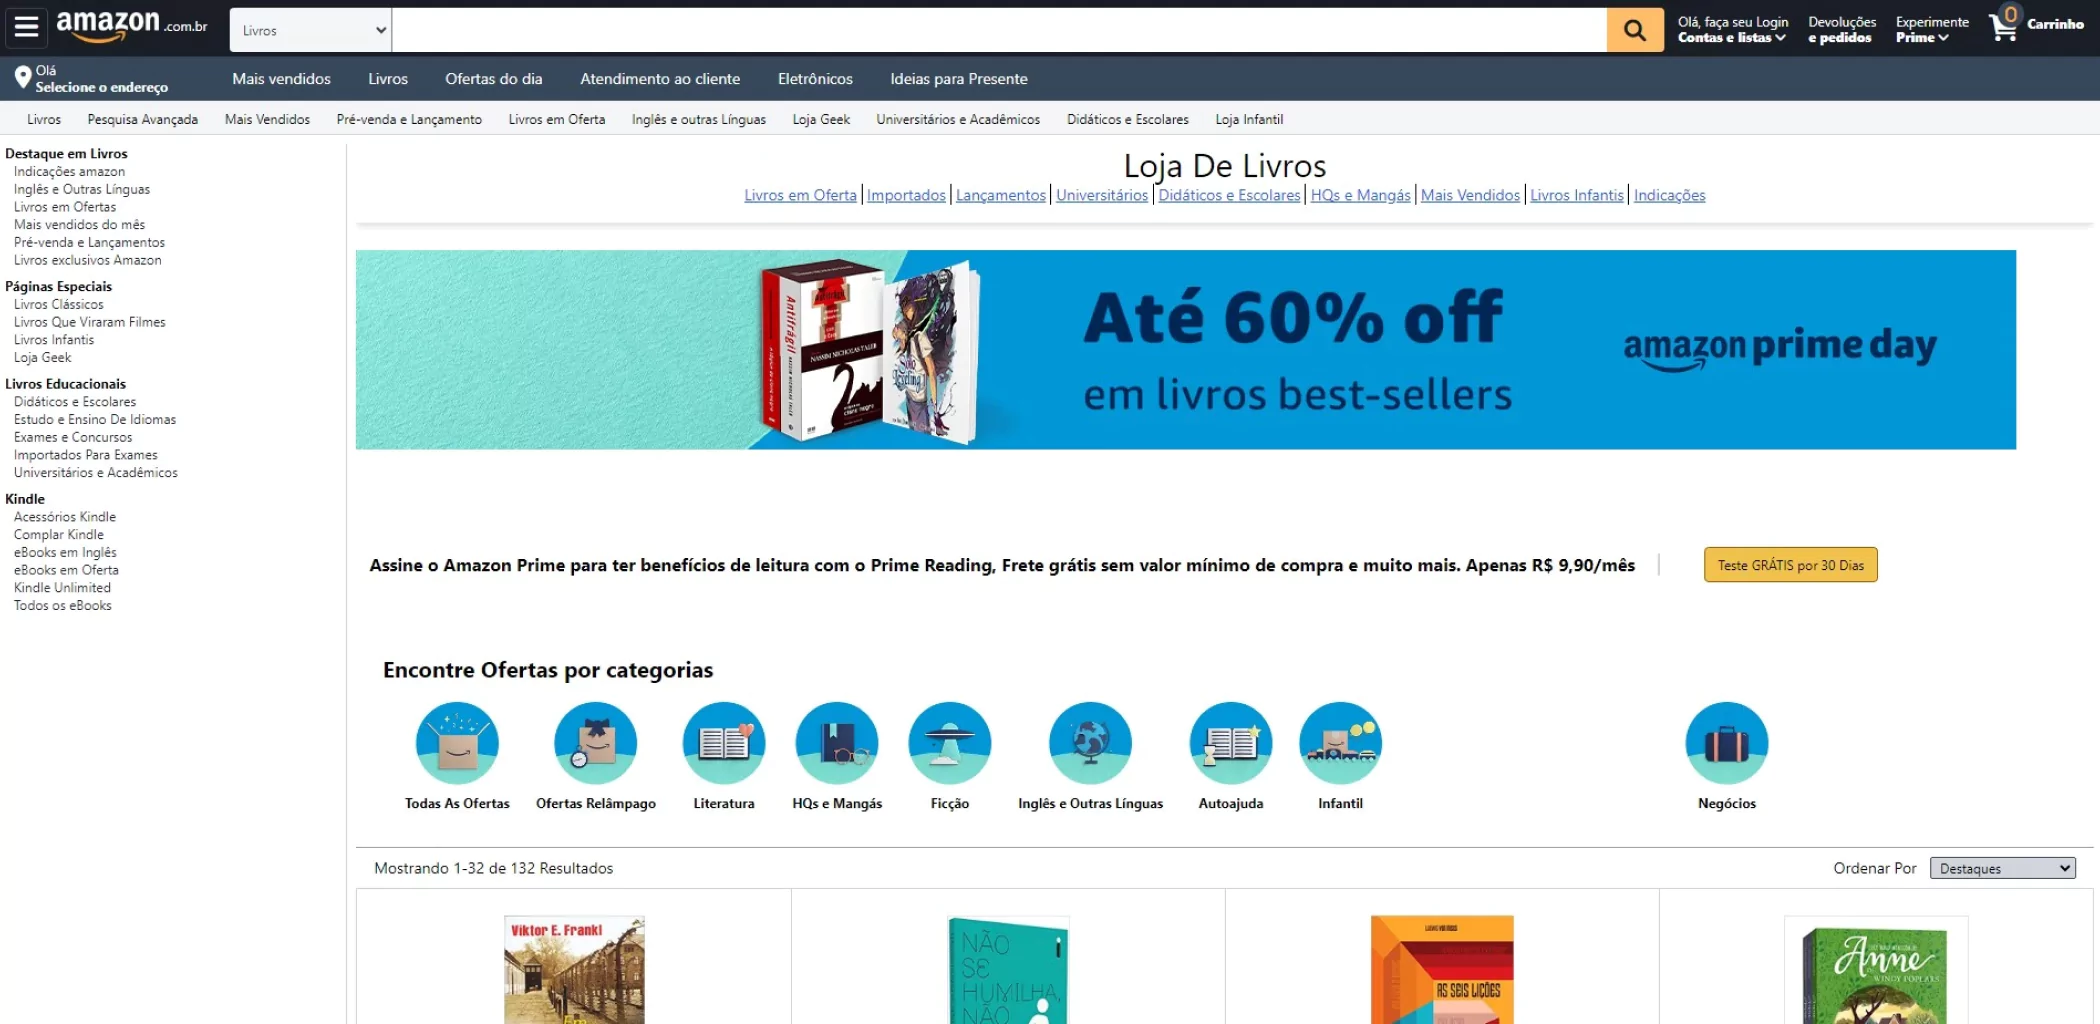 amazon.com.br
Livros
Olá, faça seu Login
Contas e listas
Devoluções
e pedidos
Experimente
Prime
0
Carrinho
Olá
Selecione o endereço
Mais vendidos
Livros
Ofertas do dia
Atendimento ao cliente
Eletrônicos
Ideias para Presente
Livros
Pesquisa Avançada
Mais Vendidos
Pré-venda e Lançamento
Livros em Oferta
Inglês e outras Línguas
Loja Geek
Universitários e Acadêmicos
Didáticos e Escolares
Loja Infantil
Destaque em Livros
Indicações amazon
Inglês e Outras Línguas
Livros em Ofertas
Mais vendidos do mês
Pré-venda e Lançamentos
Livros exclusivos Amazon
Páginas Especiais
Livros Clássicos
Livros Que Viraram Filmes
Livros Infantis
Loja Geek
Livros Educacionais
Didáticos e Escolares
Estudo e Ensino De Idiomas
Exames e Concursos
Importados Para Exames
Universitários e Acadêmicos
Kindle
Acessórios Kindle
Complar Kindle
eBooks em Inglês
eBooks em Oferta
Kindle Unlimited
Todos os eBooks
Loja De Livros
Livros em Oferta
Importados
Lançamentos
Universitários
Didáticos e Escolares
HQs e Mangás
Mais Vendidos
Livros Infantis
Indicações
Antifrágil
NASSIM NICHOLAS TALEB
Solo
Leveling
Até 60% off
em livros best-sellers
amazon prime day
Assine o Amazon Prime para ter benefícios de leitura com o Prime Reading, Frete grátis sem valor mínimo de compra e muito mais. Apenas R$ 9,90/mês
Teste GRÁTIS por 30 Dias
Encontre Ofertas por categorias
Todas As Ofertas
Ofertas Relâmpago
Literatura
HQs e Mangás
Ficção
Inglês e Outras Línguas
Autoajuda
Infantil
Negócios
Mostrando 1-32 de 132 Resultados
Ordenar Por
Destaques
Viktor E. Frankl
Em
NÃO
SE
HUMILHA,
NÃO
AS SEIS LIÇÕES
Anne
WINDY POPLARS